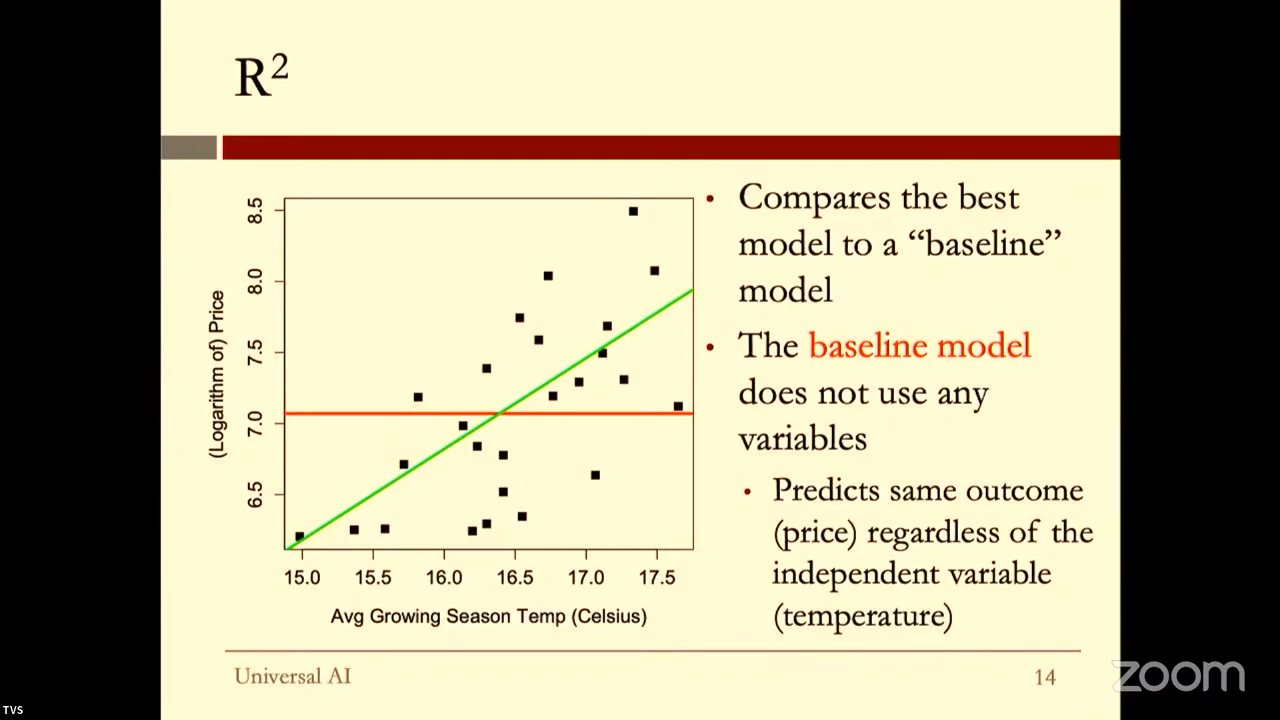 R²
8.5
8.0
7.5
7.0
6.5
(Logarithm of) Price
15.0 15.5 16.0 16.5 17.0 17.5
Avg Growing Season Temp (Celsius)
• Compares the best
model to a “baseline”
model
• The baseline model
does not use any
variables
• Predicts same outcome
(price) regardless of the
independent variable
(temperature)
Universal AI
14
zoom
TVS